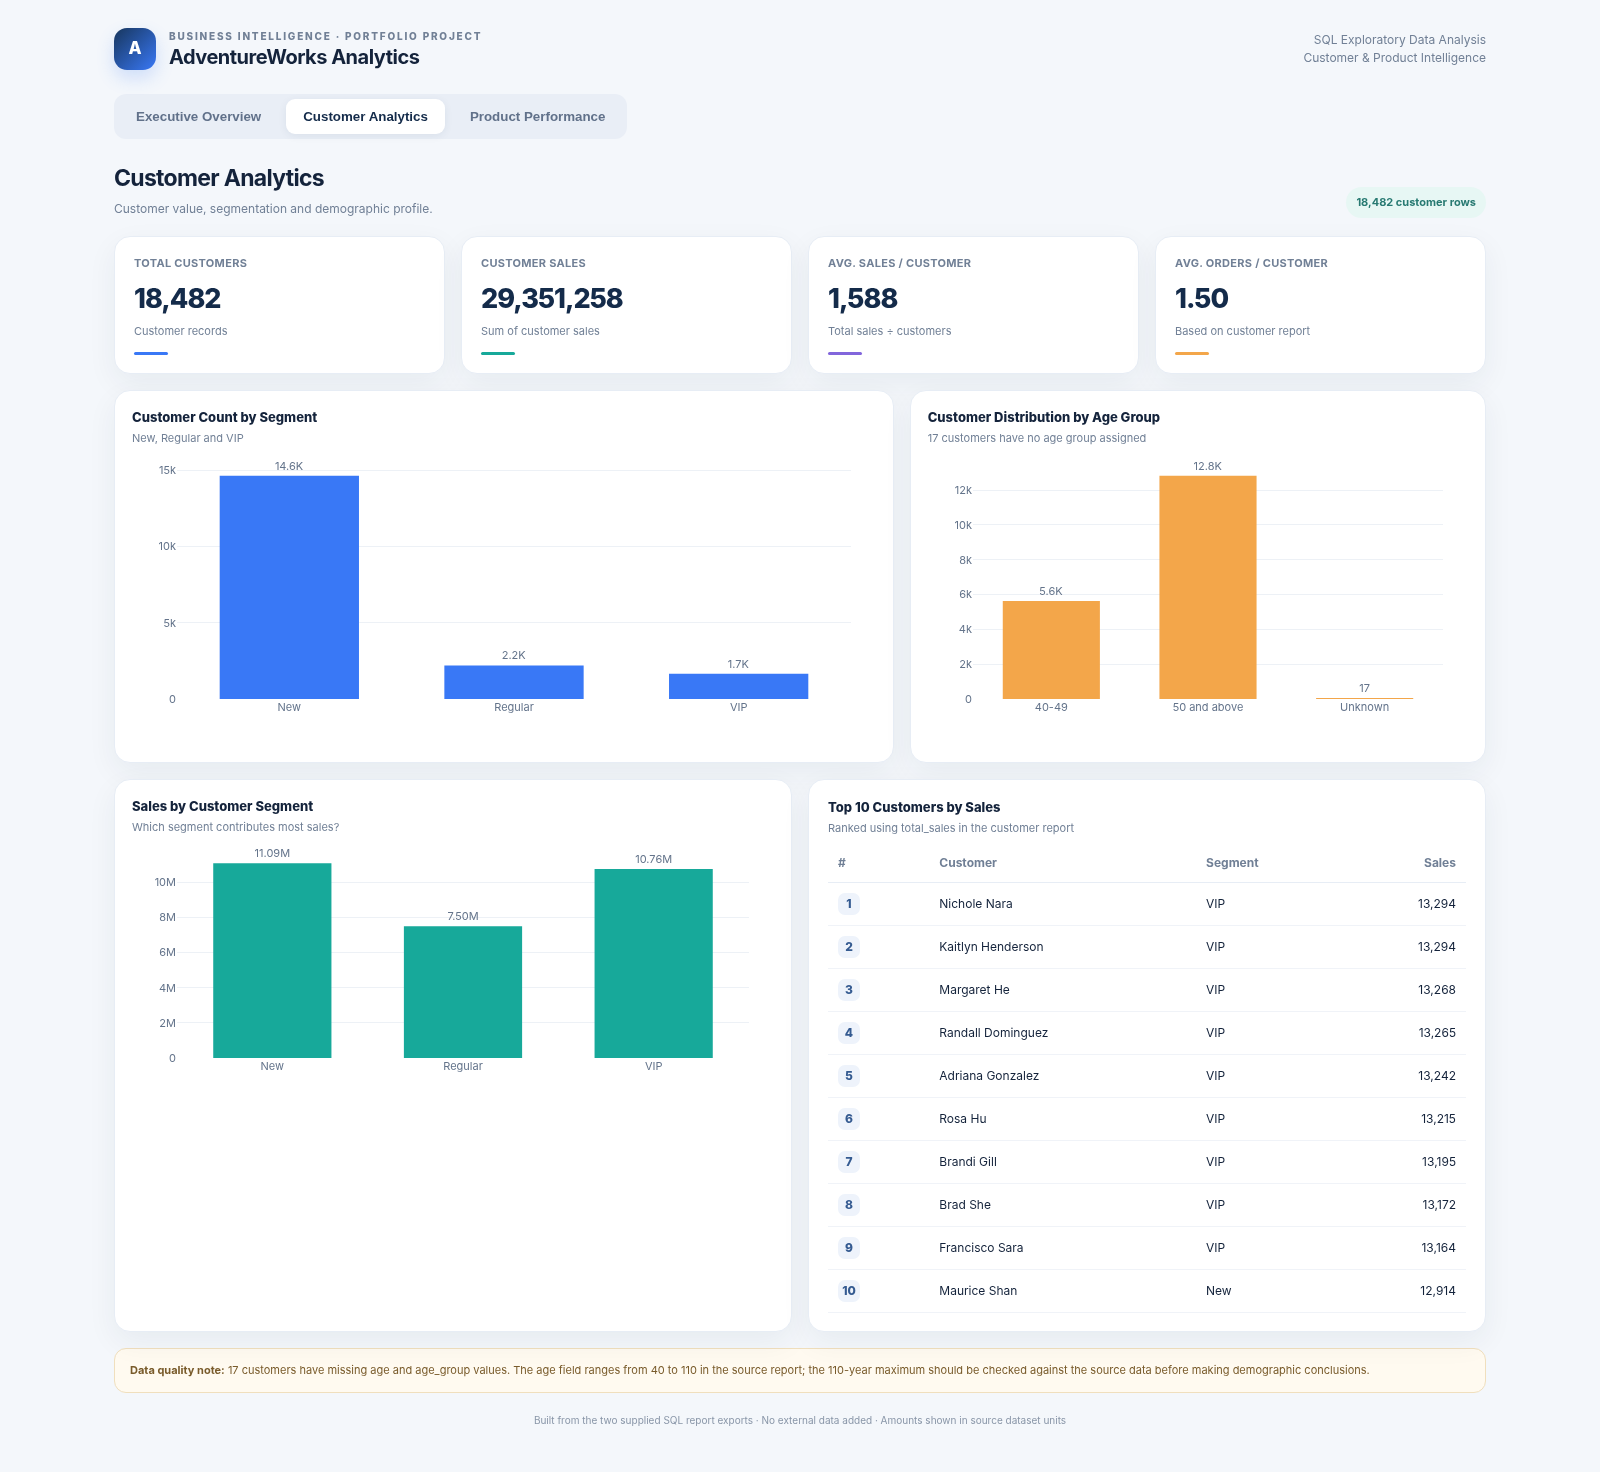 A
BUSINESS INTELLIGENCE · PORTFOLIO PROJECT
AdventureWorks Analytics
SQL Exploratory Data Analysis
Customer & Product Intelligence
Executive Overview
Customer Analytics
Product Performance
Customer Analytics
Customer value, segmentation and demographic profile.
18,482 customer rows
TOTAL CUSTOMERS
18,482
Customer records
CUSTOMER SALES
29,351,258
Sum of customer sales
AVG. SALES / CUSTOMER
1,588
Total sales ÷ customers
AVG. ORDERS / CUSTOMER
1.50
Based on customer report
Customer Count by Segment
New, Regular and VIP
15k
10k
5k
0
14.6K
2.2K
1.7K
New
Regular
VIP
Customer Distribution by Age Group
17 customers have no age group assigned
12k
10k
8k
6k
4k
2k
0
5.6K
12.8K
17
40-49
50 and above
Unknown
Sales by Customer Segment
Which segment contributes most sales?
10M
8M
6M
4M
2M
0
11.09M
7.50M
10.76M
New
Regular
VIP
Top 10 Customers by Sales
Ranked using total_sales in the customer report
# Customer Segment Sales
1 Nichole Nara VIP 13,294
2 Kaitlyn Henderson VIP 13,294
3 Margaret He VIP 13,268
4 Randall Dominguez VIP 13,265
5 Adriana Gonzalez VIP 13,242
6 Rosa Hu VIP 13,215
7 Brandi Gill VIP 13,195
8 Brad She VIP 13,172
9 Francisco Sara VIP 13,164
10 Maurice Shan New 12,914
Data quality note: 17 customers have missing age and age_group values. The age field ranges from 40 to 110 in the source report; the 110-year maximum should be checked against the source data before making demographic conclusions.
Built from the two supplied SQL report exports · No external data added · Amounts shown in source dataset units